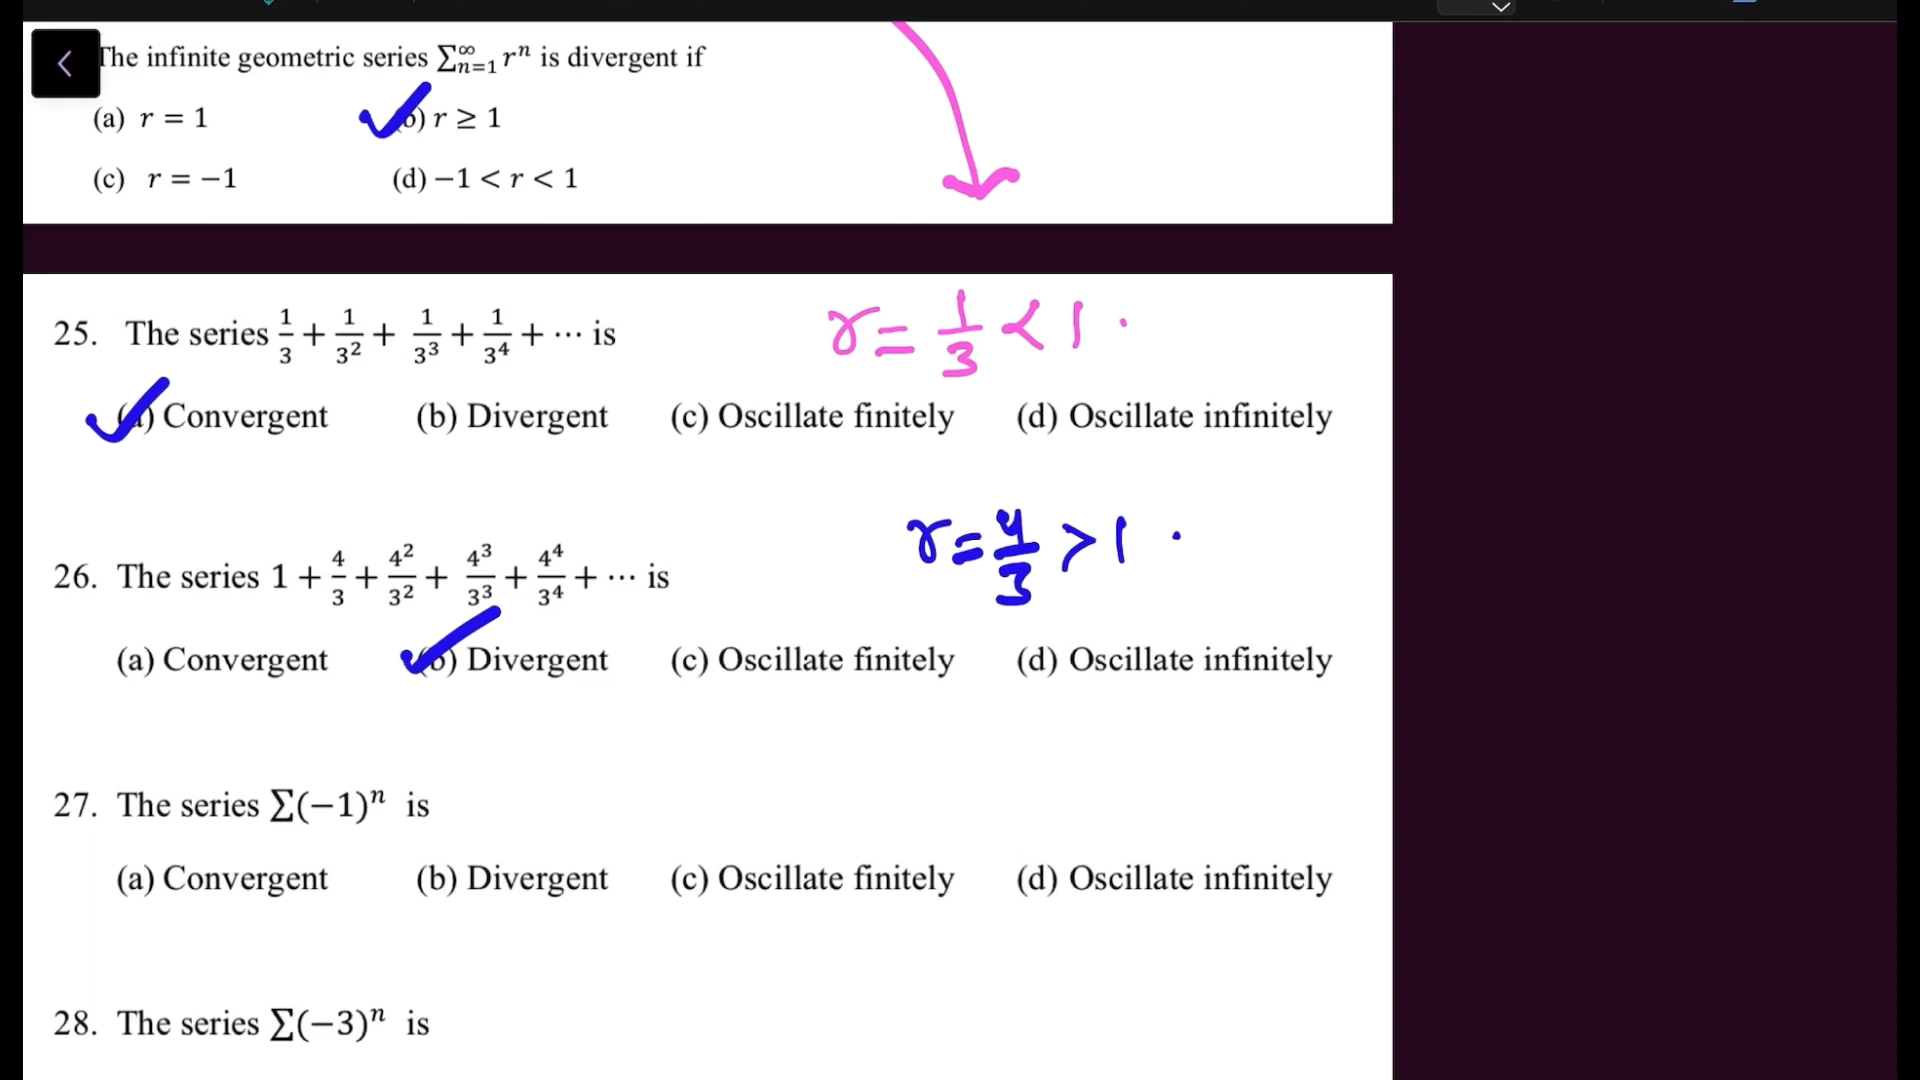 The infinite geometric series ∑_{n=1}^{∞} rⁿ is divergent if
(a) r = 1 (b) r ≥ 1
(c) r = −1 (d) −1 < r < 1
25. The series 1/3 + 1/3² + 1/3³ + 1/3⁴ + ⋯ is
r = 1/3 < 1 .
(a) Convergent (b) Divergent (c) Oscillate finitely (d) Oscillate infinitely
26. The series 1 + 4/3 + 4²/3² + 4³/3³ + 4⁴/3⁴ + ⋯ is
r = 4/3 > 1 .
(a) Convergent (b) Divergent (c) Oscillate finitely (d) Oscillate infinitely
27. The series ∑(−1)ⁿ is
(a) Convergent (b) Divergent (c) Oscillate finitely (d) Oscillate infinitely
28. The series ∑(−3)ⁿ is